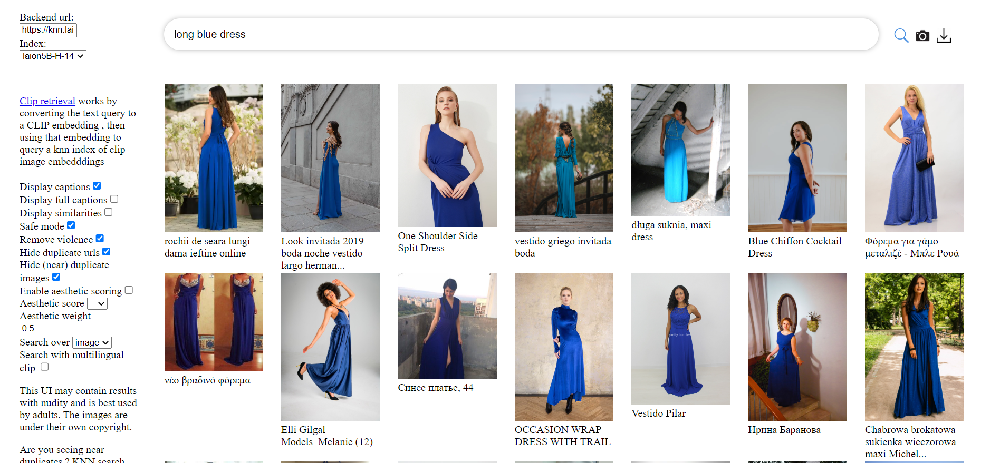 Backend url:
https://knn.lai
Index:
laion5B-H-14
long blue dress
Clip retrieval works by
converting the text query to
a CLIP embedding , then
using that embedding to
query a knn index of clip
image embedddings
Display captions
Display full captions
Display similarities
Safe mode
Remove violence
Hide duplicate urls
Hide (near) duplicate
images
Enable aesthetic scoring
Aesthetic score
Aesthetic weight
0.5
Search over image
Search with multilingual
clip
This UI may contain results
with nudity and is best used
by adults. The images are
under their own copyright.
Are you seeing near
duplicates ? KNN search
rochii de seara lungi
dama ieftine online
Look invitada 2019
boda noche vestido
largo herman...
One Shoulder Side
Split Dress
vestido griego invitada
boda
długa suknia, maxi
dress
Blue Chiffon Cocktail
Dress
Φόρεμα για γάμο
μεταλιζέ - Μπλε Ρουά
νέο βραδινό φόρεμα
Elli Gilgal
Models_Melanie (12)
Синее платье, 44
OCCASION WRAP
DRESS WITH TRAIL
pretty bunnies
Vestido Pilar
Ирина Баранова
Chabrowa brokatowa
sukienka wieczorowa
maxi Michel...